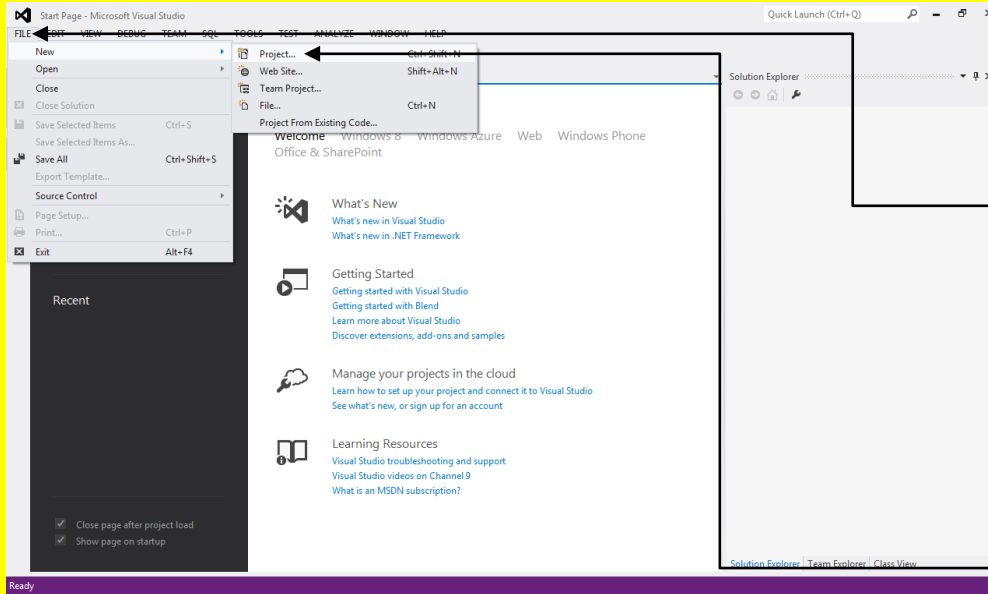 Start Page - Microsoft Visual Studio
Quick Launch (Ctrl+Q)
FILE EDIT VIEW DEBUG TEAM SQL TOOLS TEST ANALYZE WINDOW HELP
New
Open
Close
Close Solution
Save Selected Items Ctrl+S
Save Selected Items As...
Save All Ctrl+Shift+S
Export Template...
Source Control
Page Setup...
Print... Ctrl+P
Exit Alt+F4
Project... Ctrl+Shift+N
Web Site... Shift+Alt+N
Team Project...
File... Ctrl+N
Project From Existing Code...
Solution Explorer
Welcome Windows 8 Windows Azure Web Windows Phone
Office & SharePoint
What's New
What's new in Visual Studio
What's new in .NET Framework
Getting Started
Getting started with Visual Studio
Getting started with Blend
Learn more about Visual Studio
Discover extensions, add-ons and samples
Manage your projects in the cloud
Learn how to set up your project and connect it to Visual Studio
See what's new, or sign up for an account
Learning Resources
Visual Studio troubleshooting and support
Visual Studio videos on Channel 9
What is an MSDN subscription?
Recent
Close page after project load
Show page on startup
Solution Explorer Team Explorer Class View
Ready